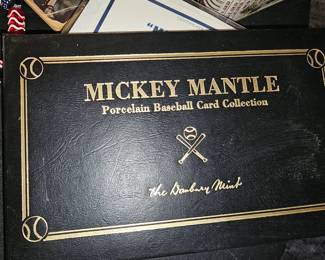 MICKEY MANTLE
Porcelain Baseball Card Collection
the Danbury Mint